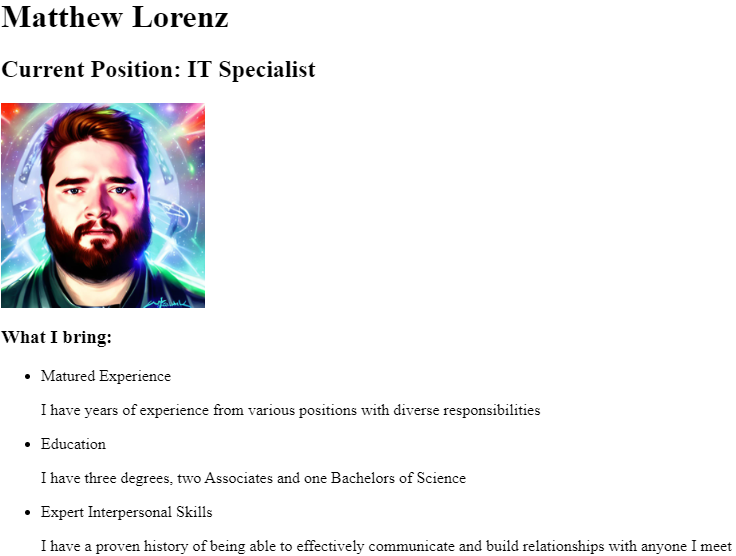 Matthew Lorenz
Current Position: IT Specialist
What I bring:
Matured Experience
I have years of experience from various positions with diverse responsibilities
Education
I have three degrees, two Associates and one Bachelors of Science
Expert Interpersonal Skills
I have a proven history of being able to effectively communicate and build relationships with anyone I meet